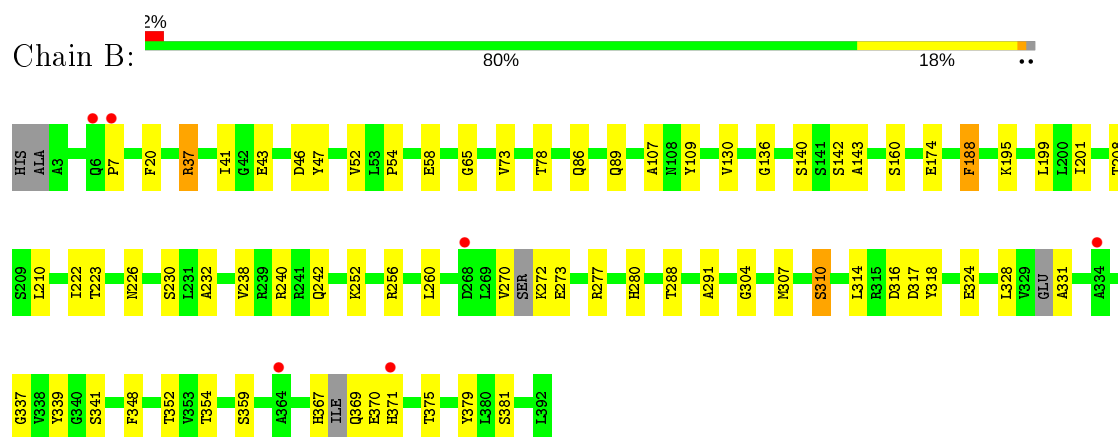 2%
Chain B:
80% 18% ••
HIS ALA A3 Q6 P7 F20 R37 I41 G42 E43 D46 Y47 V52 L53 P54 E58 G65 V73 T78 Q86 Q89 A107 N108 Y109 V130 G136 S140 S141 S142 A143 S160 E174 F188 K195 L199 L200 I201 T208
S209 L210 I222 T223 N226 S230 L231 A232 V238 R239 R240 R241 Q242 K252 R256 L260 D268 L269 V270 SER K272 E273 R277 H280 T288 A291 G304 M307 S310 L314 R315 D316 D317 Y318 E324 L328 V329 GLU A331 A334
G337 V338 Y339 G340 S341 F348 T352 V353 T354 S359 A364 H367 ILE Q369 E370 H371 T375 Y379 L380 S381 L392